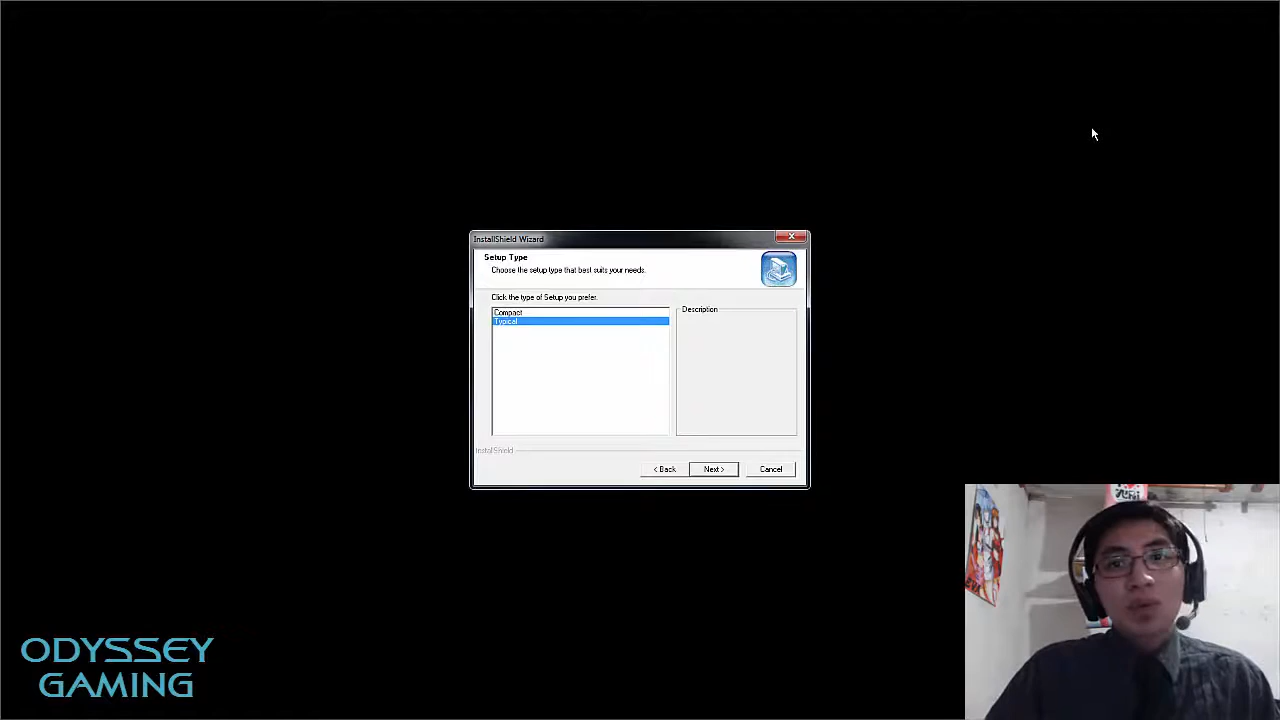 InstallShield Wizard
Setup Type
Choose the setup type that best suits your needs.
Click the type of Setup you prefer.
Compact
Typical
Description
InstallShield
< Back
Next >
Cancel
ODYSSEY
GAMING